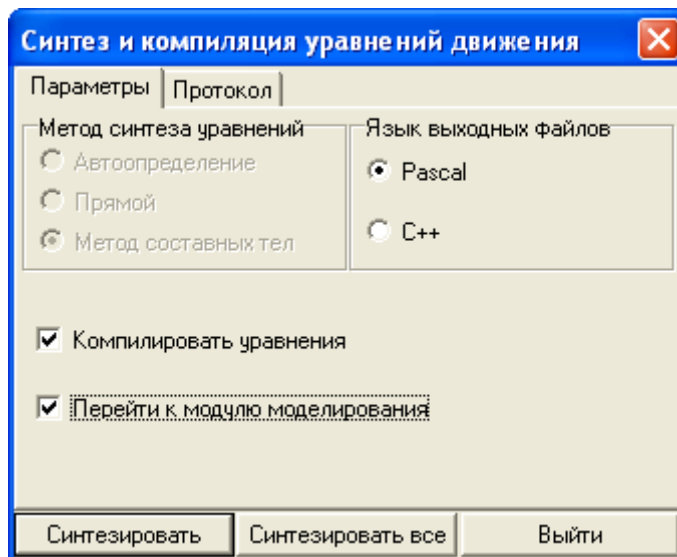 Синтез и компиляция уравнений движения
Параметры Протокол
Метод синтеза уравнений Язык выходных файлов
Автоопределение
Pascal
Прямой
C++
Метод составных тел
Компилировать уравнения
Перейти к модулю моделирования
Синтезировать Синтезировать все Выйти